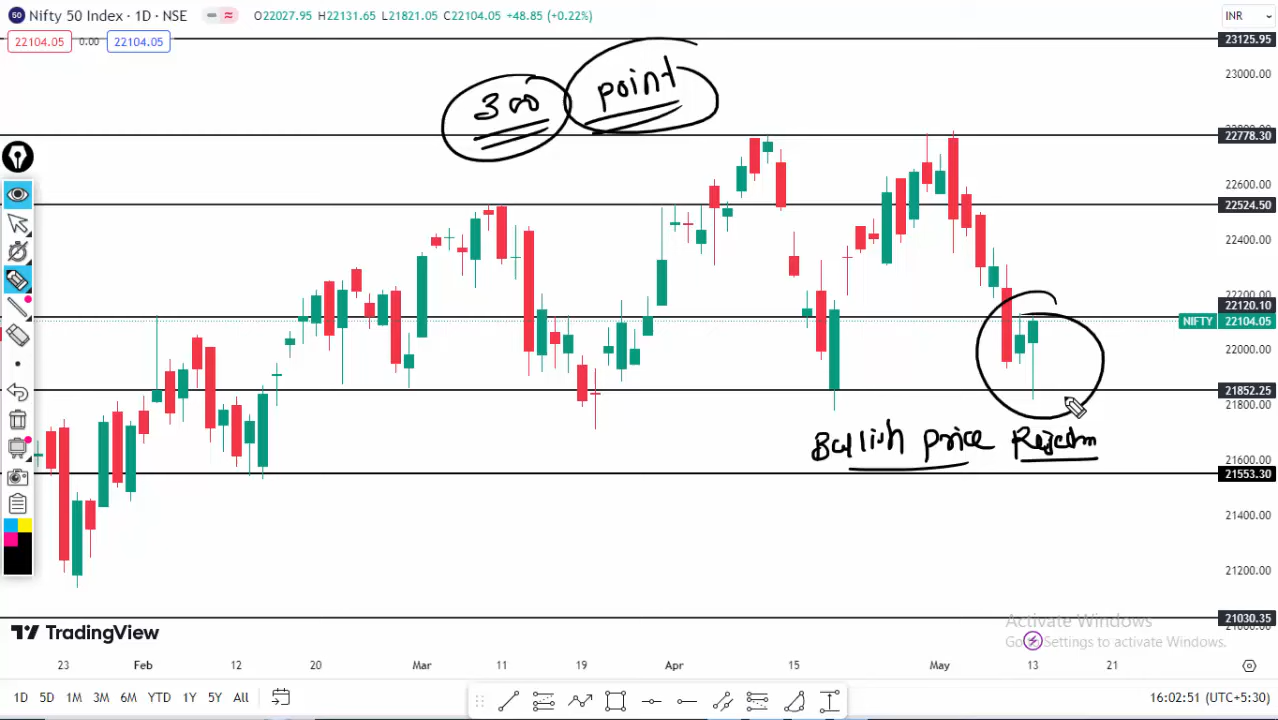 50 Nifty 50 Index · 1D · NSE O22027.95 H22131.65 L21821.05 C22104.05 +48.85 (+0.22%) INR
22104.05 0.00 22104.05
23125.95
23000.00
300 point
22778.30
22600.00
22524.50
22400.00
22200.00
22120.10
NIFTY 22104.05
22000.00
21852.25
21800.00
Bullish price
21600.00
21553.30
21400.00
21200.00
Activate Windows
21030.35
TradingView
Go to Settings to activate Windows.
23 Feb 12 20 Mar 11 19 Apr 15 May 13 21
1D 5D 1M 3M 6M YTD 1Y 5Y All 16:02:51 (UTC+5:30)